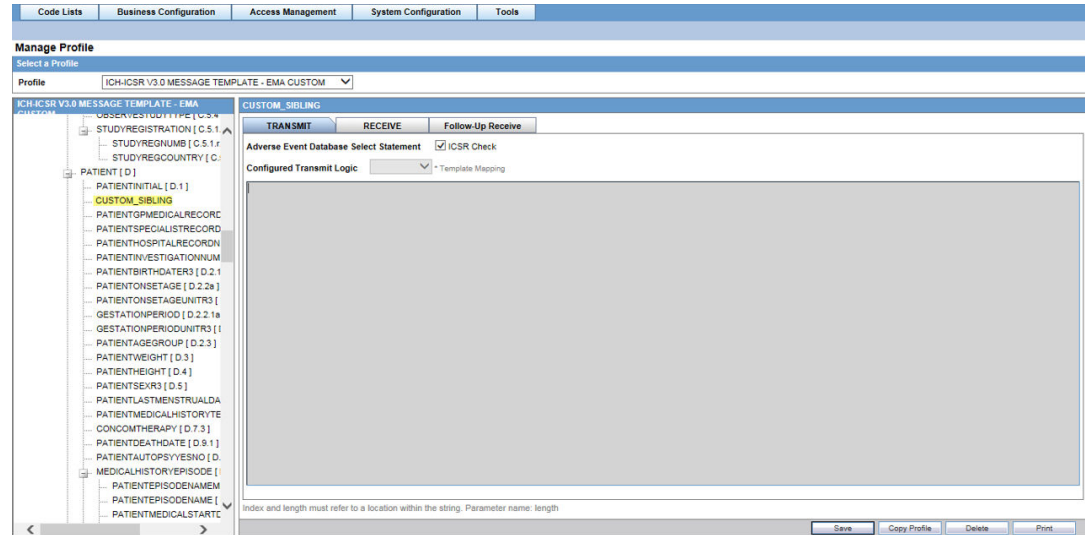 Code Lists Business Configuration Access Management System Configuration Tools
Manage Profile
Select a Profile
Profile ICH-ICSR V3.0 MESSAGE TEMPLATE - EMA CUSTOM
ICH-ICSR V3.0 MESSAGE TEMPLATE - EMA
CUSTOM
OBSERVESTUDYTYPE [ C.5.4
STUDYREGISTRATION [ C.5.1.
STUDYREGNUMB [ C.5.1.r
STUDYREGCOUNTRY [ C.
PATIENT [ D ]
PATIENTINITIAL [ D.1 ]
CUSTOM_SIBLING
PATIENTGPMEDICALRECORD
PATIENTSPECIALISTRECORD
PATIENTHOSPITALRECORDN
PATIENTINVESTIGATIONNUM
PATIENTBIRTHDATER3 [ D.2.1
PATIENTONSETAGE [ D.2.2a ]
PATIENTONSETAGEUNITR3 [
GESTATIONPERIOD [ D.2.2.1a
GESTATIONPERIODUNITR3 [
PATIENTAGEGROUP [ D.2.3 ]
PATIENTWEIGHT [ D.3 ]
PATIENTHEIGHT [ D.4 ]
PATIENTSEXR3 [ D.5 ]
PATIENTLASTMENSTRUALDA
PATIENTMEDICALHISTORYTE
CONCOMTHERAPY [ D.7.3 ]
PATIENTDEATHDATE [ D.9.1 ]
PATIENTAUTOPSYYESNO [ D.
MEDICALHISTORYEPISODE [
PATIENTEPISODENAMEM
PATIENTEPISODENAME [
PATIENTMEDICALSTARTD
CUSTOM_SIBLING
TRANSMIT RECEIVE Follow-Up Receive
Adverse Event Database Select Statement ICSR Check
Configured Transmit Logic * Template Mapping
Index and length must refer to a location within the string. Parameter name: length
Save Copy Profile Delete Print